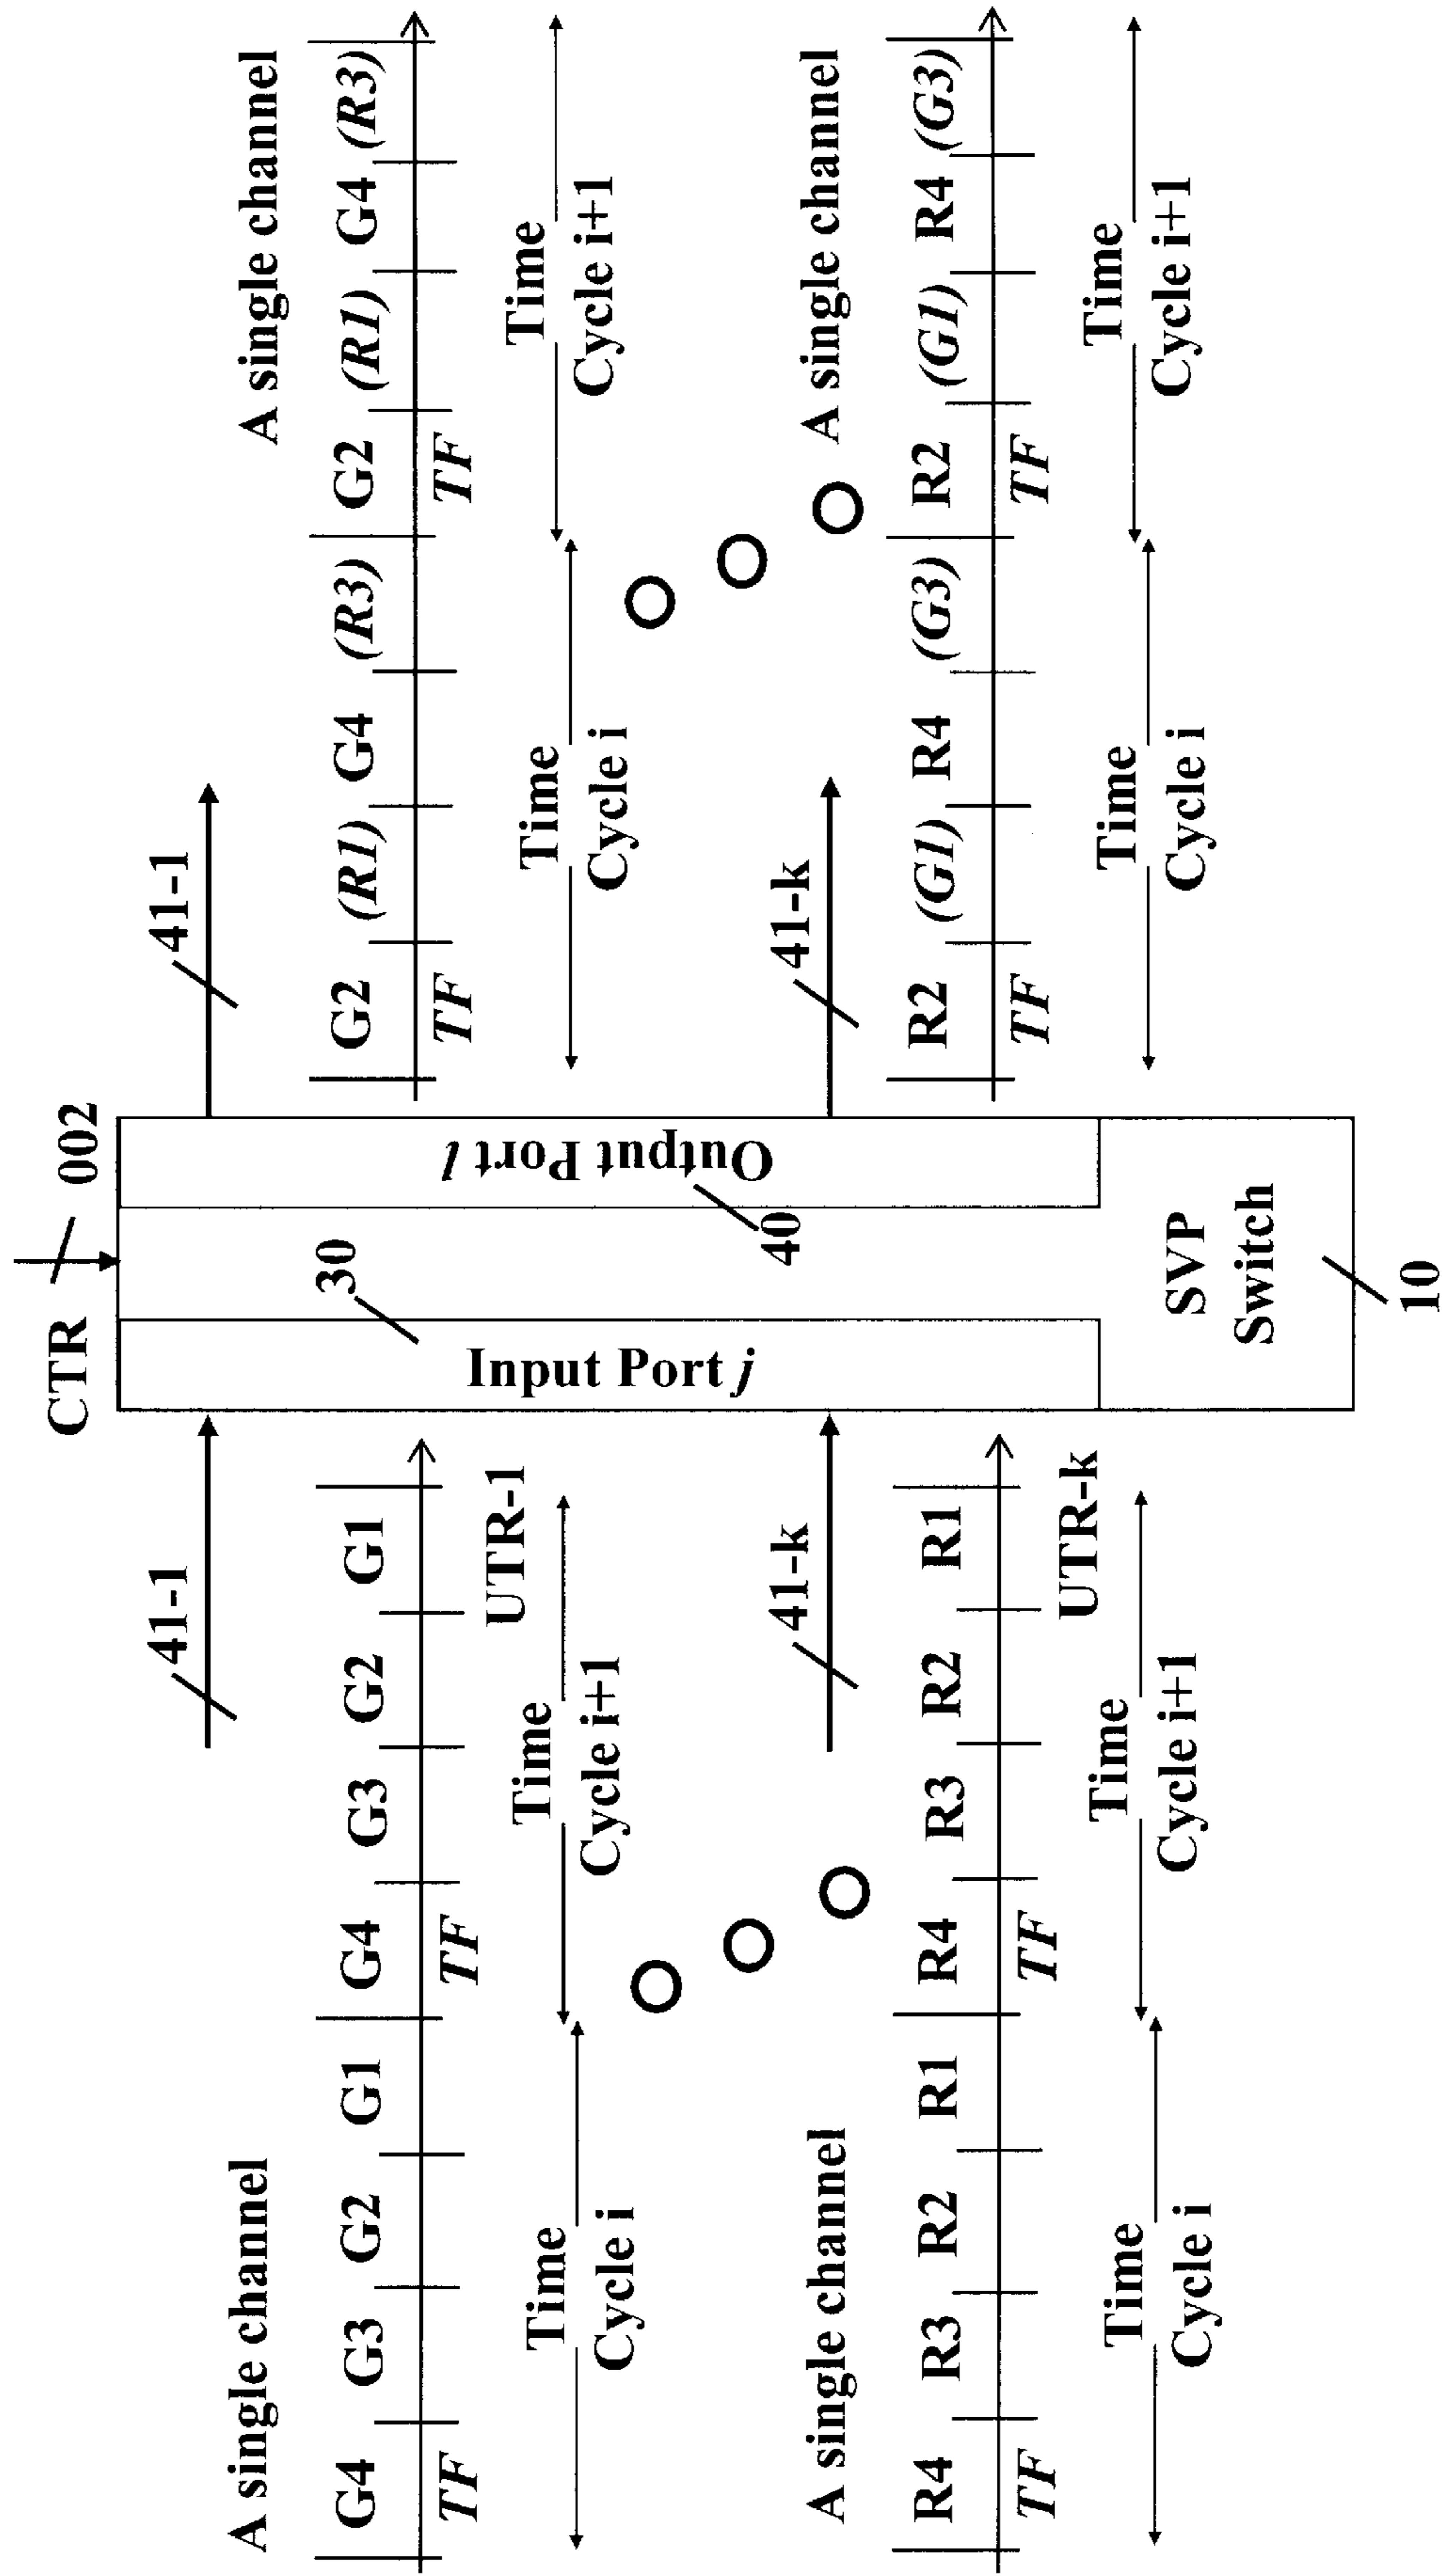 CTR
002
41-1
41-1
A single channel
A single channel
G4 G3 G2 G1 G4 G3 G2 G1
TF
TF
UTR-1
Time
Cycle i
Time
Cycle i+1
30
Input Port j
Output Port l
40
G2 (R1) G4 (R3) G2 (R1) G4 (R3)
TF
TF
Time
Cycle i
Time
Cycle i+1
41-k
41-k
A single channel
A single channel
R4 R3 R2 R1 R4 R3 R2 R1
TF
TF
UTR-k
Time
Cycle i
Time
Cycle i+1
R2 (G1) R4 (G3) R2 (G1) R4 (G3)
TF
TF
Time
Cycle i
Time
Cycle i+1
SVP
Switch
10